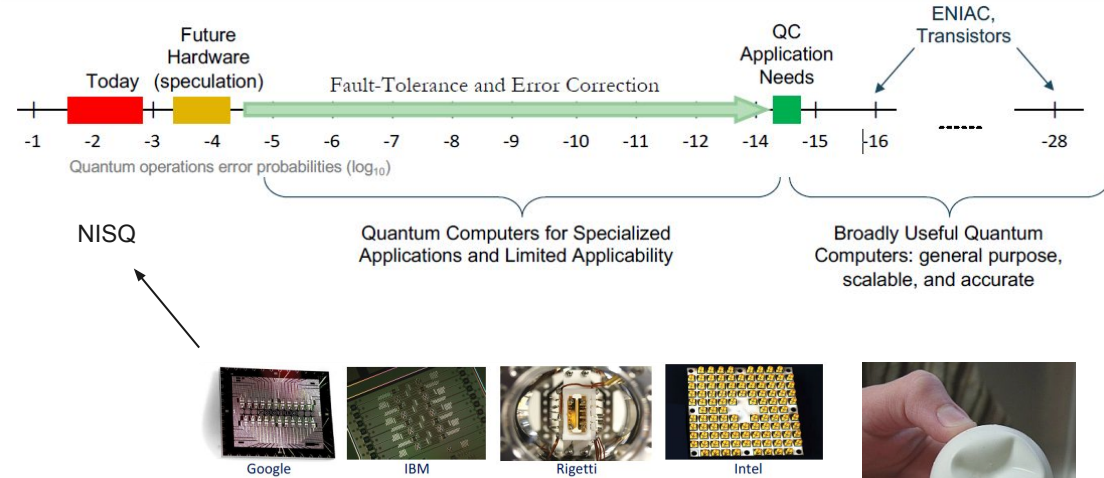 ENIAC,
Transistors
QC
Application
Needs
Future
Hardware
(speculation)
Today
Fault-Tolerance and Error Correction
-1 -2 -3 -4 -5 -6 -7 -8 -9 -10 -11 -12 -14 -15 -16 -28
Quantum operations error probabilities (log₁₀)
NISQ
Quantum Computers for Specialized
Applications and Limited Applicability
Broadly Useful Quantum
Computers: general purpose,
scalable, and accurate
Google IBM Rigetti Intel